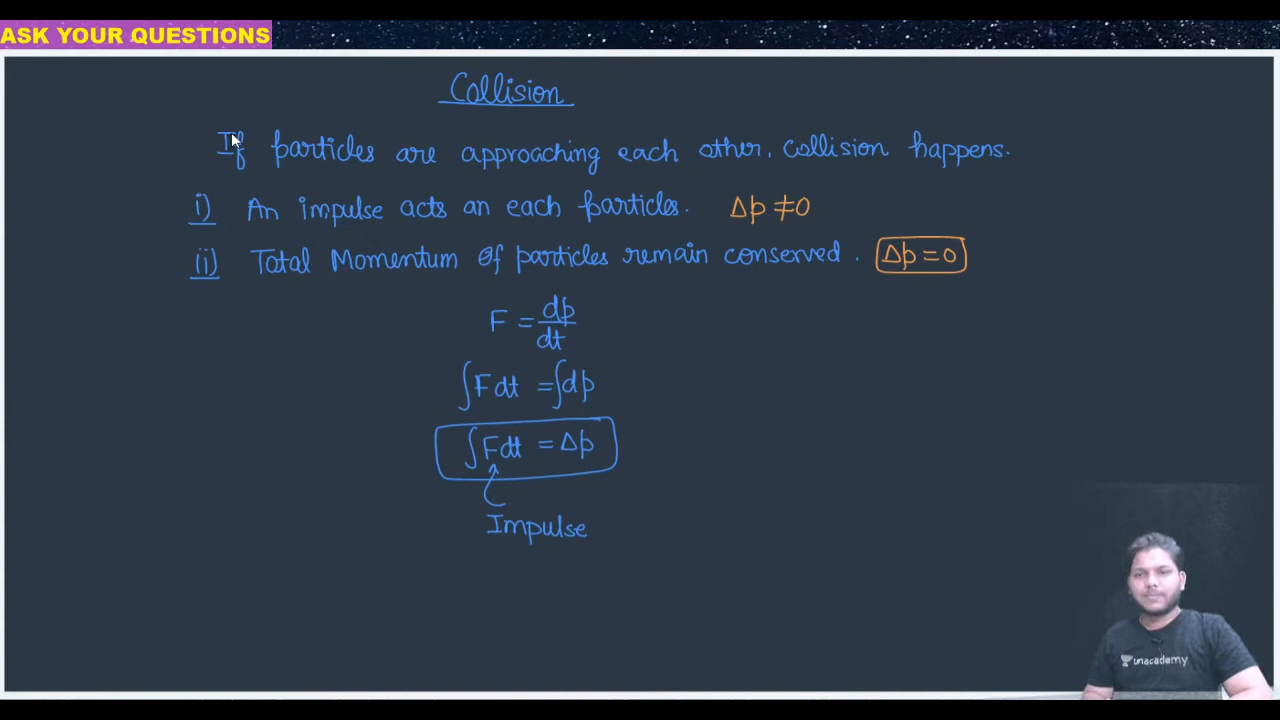 ASK YOUR QUESTIONS
Collision
If particles are approaching each other, collision happens.
i) An impulse acts an each particles. Δp ≠ 0
(ii) Total Momentum of particles remain conserved. Δp = 0
F = dp/dt
∫Fdt = ∫dp
∫Fdt = Δp
Impulse
unacademy